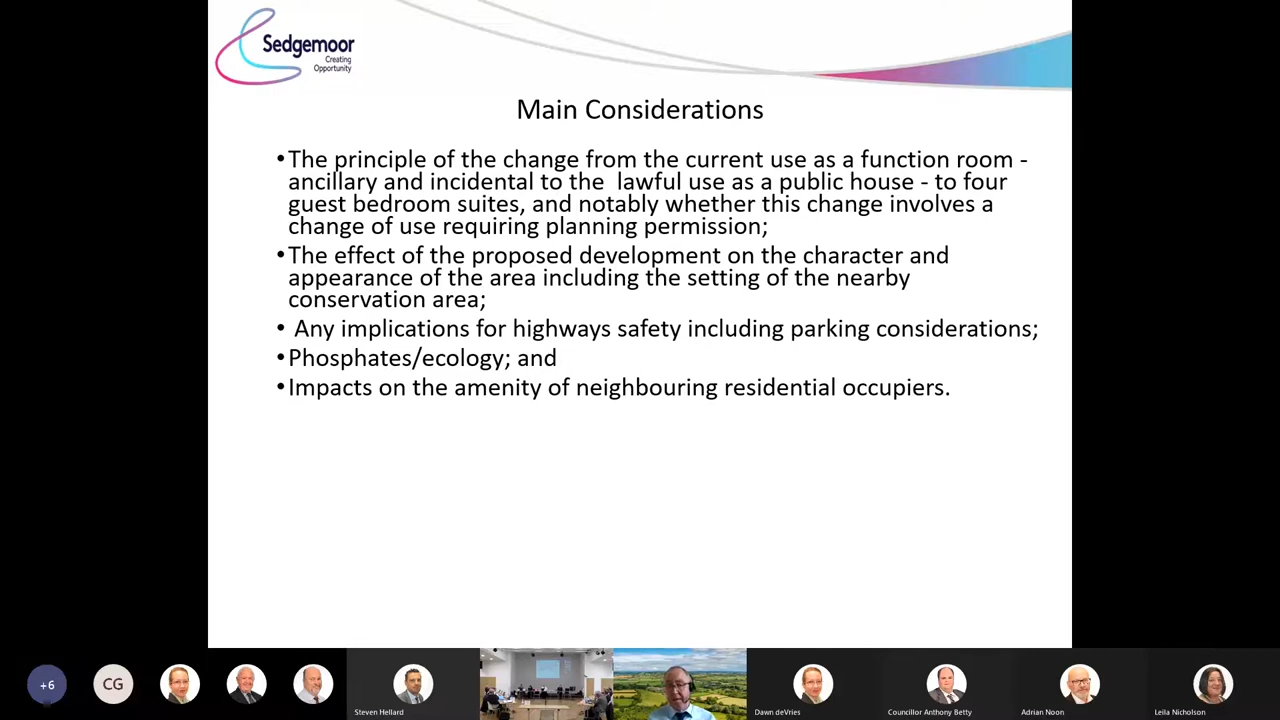 Sedgemoor
Creating
Opportunity
Main Considerations
•The principle of the change from the current use as a function room -
ancillary and incidental to the  lawful use as a public house - to four
guest bedroom suites, and notably whether this change involves a
change of use requiring planning permission;
•The effect of the proposed development on the character and
appearance of the area including the setting of the nearby
conservation area;
• Any implications for highways safety including parking considerations;
•Phosphates/ecology; and
•Impacts on the amenity of neighbouring residential occupiers.
+6
CG
Steven Hellard
Dawn deVries
Councillor Anthony Betty
Adrian Noon
Leila Nicholson